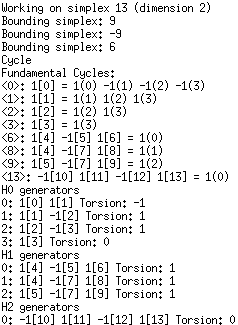 Working on simplex 13 (dimension 2)
Bounding simplex: 9
Bounding simplex: -9
Bounding simplex: 6
Cycle
Fundamental Cycles:
<0>: 1[0] = 1(0) -1(1) -1(2) -1(3)
<1>: 1[1] = 1(1) 1(2) 1(3)
<2>: 1[2] = 1(2) 1(3)
<3>: 1[3] = 1(3)
<6>: 1[4] -1[5] 1[6] = 1(0)
<8>: 1[4] -1[7] 1[8] = 1(1)
<9>: 1[5] -1[7] 1[9] = 1(2)
<13>: -1[10] 1[11] -1[12] 1[13] = 1(0)
H0 generators
0: 1[0] 1[1] Torsion: -1
1: 1[1] -1[2] Torsion: 1
2: 1[2] -1[3] Torsion: 1
3: 1[3] Torsion: 0
H1 generators
0: 1[4] -1[5] 1[6] Torsion: 1
1: 1[4] -1[7] 1[8] Torsion: 1
2: 1[5] -1[7] 1[9] Torsion: 1
H2 generators
0: -1[10] 1[11] -1[12] 1[13] Torsion: 0